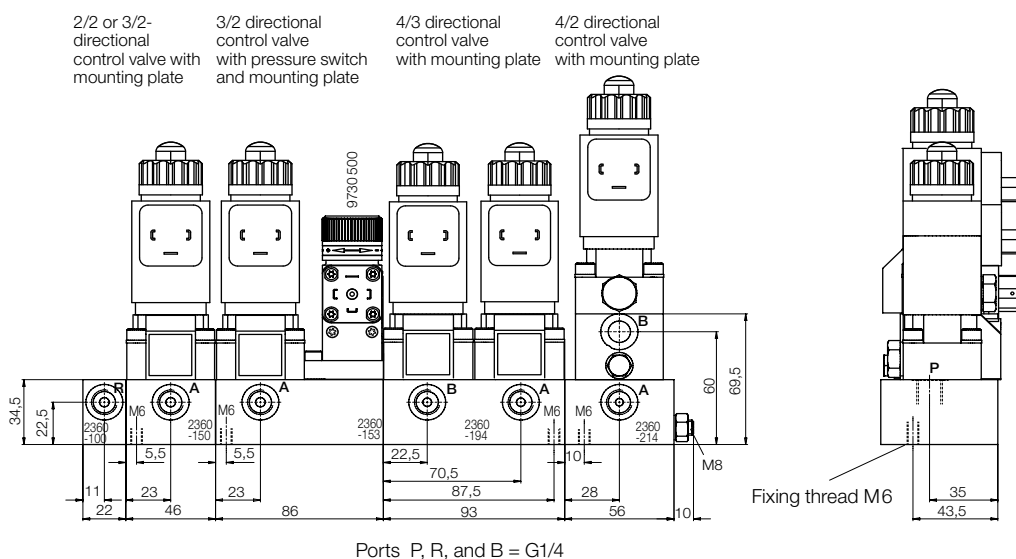 2/2 or 3/2-
directional
control valve with
mounting plate
3/2 directional
control valve
with pressure switch
and mounting plate
4/3 directional
control valve
with mounting plate
4/2 directional
control valve
with mounting plate
9730500
B
R
A
A
B
A
A
P
34,5
22,5
60
69,5
2360
-100
M6
2360
-150
M6
2360
-153
2360
-194
M6
M6
2360
-214
M8
5,5
5,5
22,5
10
70,5
11
23
23
87,5
28
10
22
46
86
93
56
Fixing thread M6
35
43,5
Ports P, R, and B = G1/4